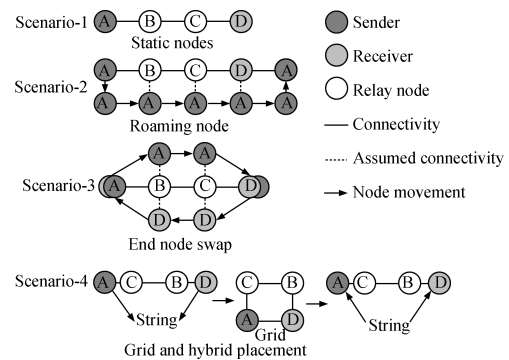 Scenario-1 A B C D
Static nodes
A B C D A
Scenario-2
A A A A A
Roaming node
A A
Scenario-3 A B C D
D D
End node swap
Scenario-4 A C B D C B A C B D
String A D String
Grid
Grid and hybrid placement
Sender
Receiver
Relay node
Connectivity
Assumed connectivity
Node movement